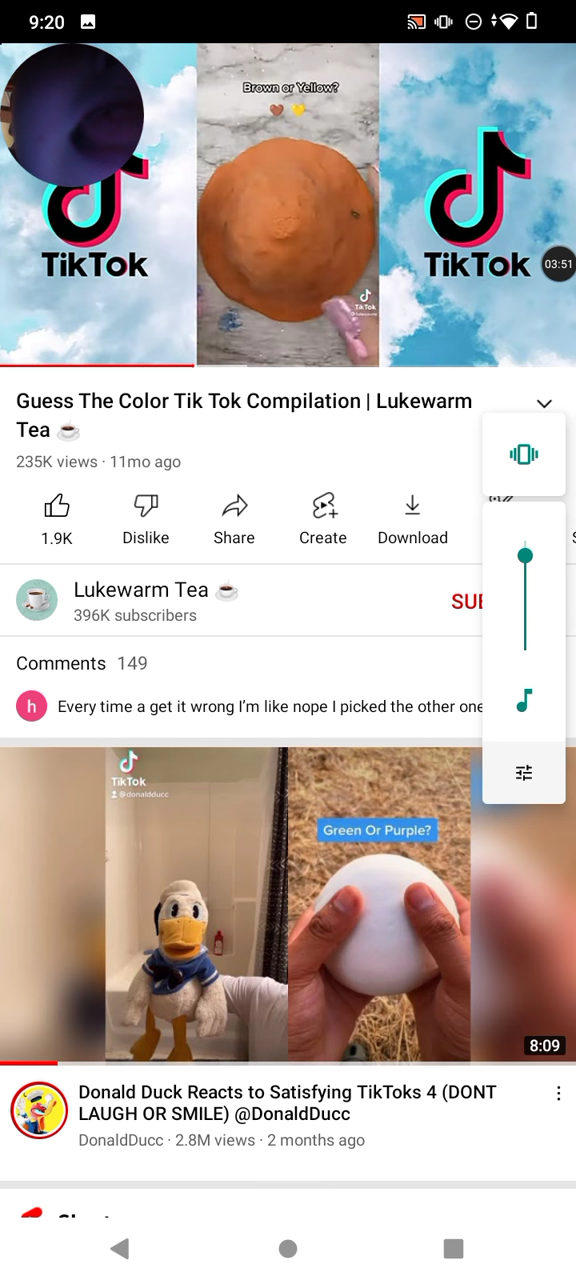 9:20
Brown or Yellow?
TikTok
TikTok
TikTok
03:51
Guess The Color Tik Tok Compilation | Lukewarm
Tea ☕
235K views · 11mo ago
1.9K
Dislike
Share
Create
Download
Lukewarm Tea ☕
396K subscribers
Comments 149
h
Every time a get it wrong I'm like nope I picked the other one
TikTok
@donaldducc
Green Or Purple?
8:09
Donald Duck Reacts to Satisfying TikToks 4 (DONT
LAUGH OR SMILE) @DonaldDucc
DonaldDucc · 2.8M views · 2 months ago